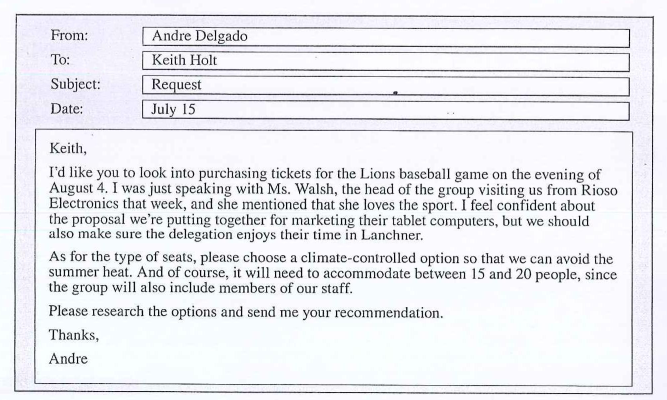 From: Andre Delgado
To: Keith Holt
Subject: Request
Date: July 15
Keith,
I'd like you to look into purchasing tickets for the Lions baseball game on the evening of
August 4. I was just speaking with Ms. Walsh, the head of the group visiting us from Rioso
Electronics that week, and she mentioned that she loves the sport. I feel confident about
the proposal we're putting together for marketing their tablet computers, but we should
also make sure the delegation enjoys their time in Lanchner.
As for the type of seats, please choose a climate-controlled option so that we can avoid the
summer heat. And of course, it will need to accommodate between 15 and 20 people, since
the group will also include members of our staff.
Please research the options and send me your recommendation.
Thanks,
Andre